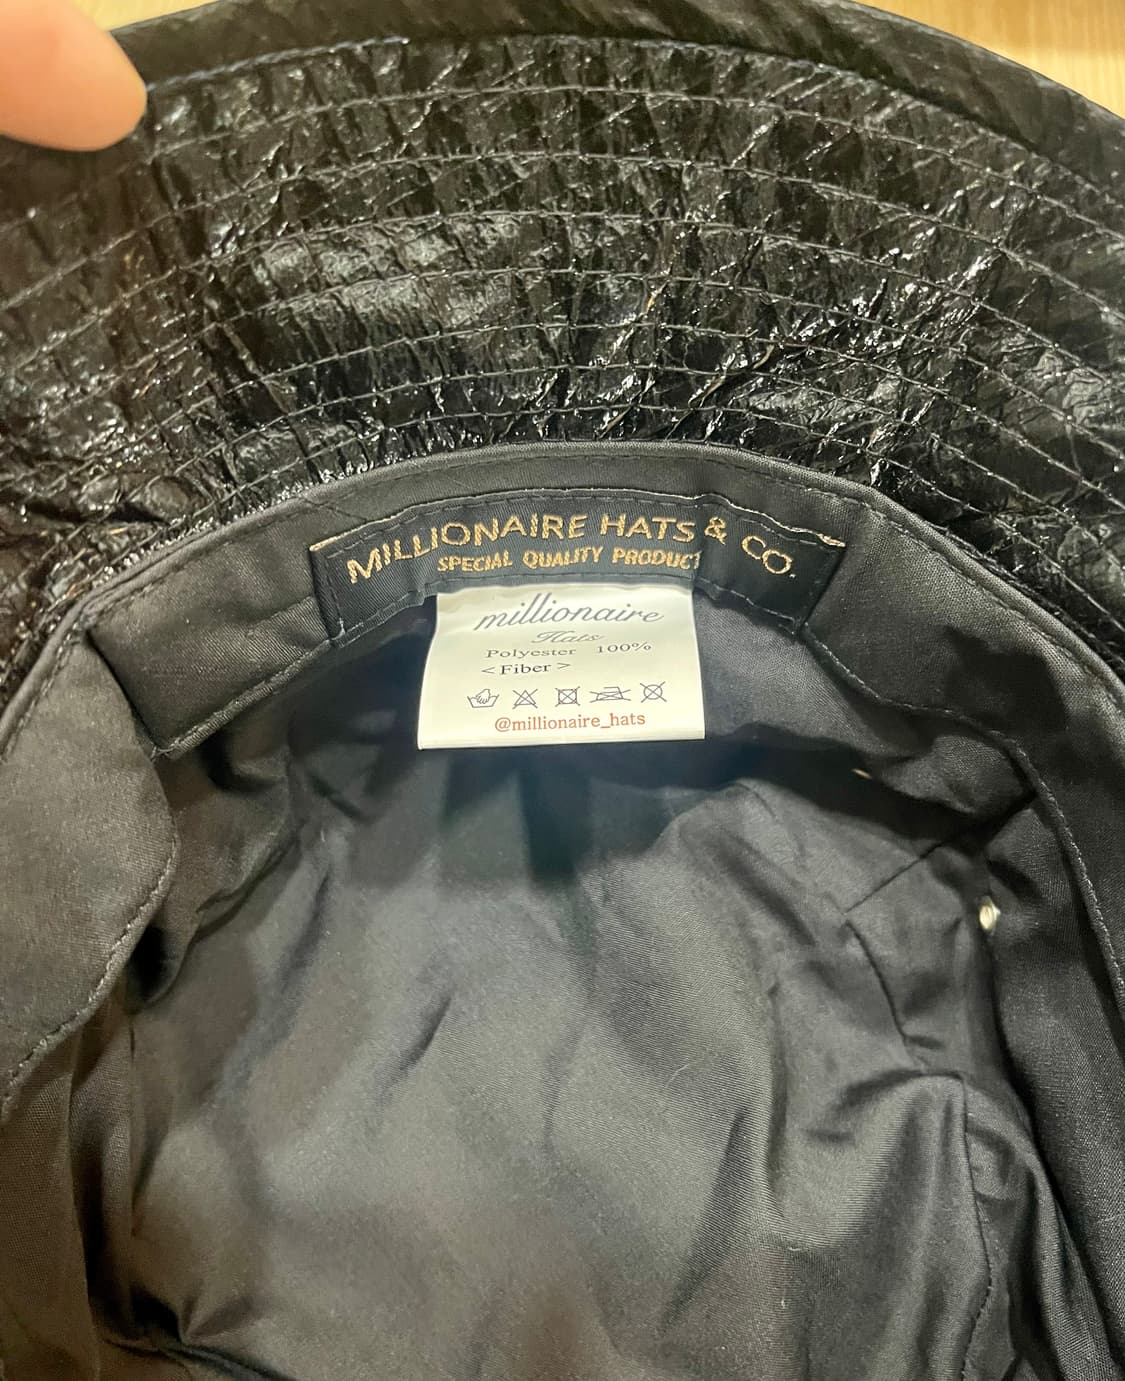 MILLIONAIRE HATS & CO.
SPECIAL QUALITY PRODUCT
millionaire
Hats
Polyester 100%
<Fiber>
@millionaire_hats